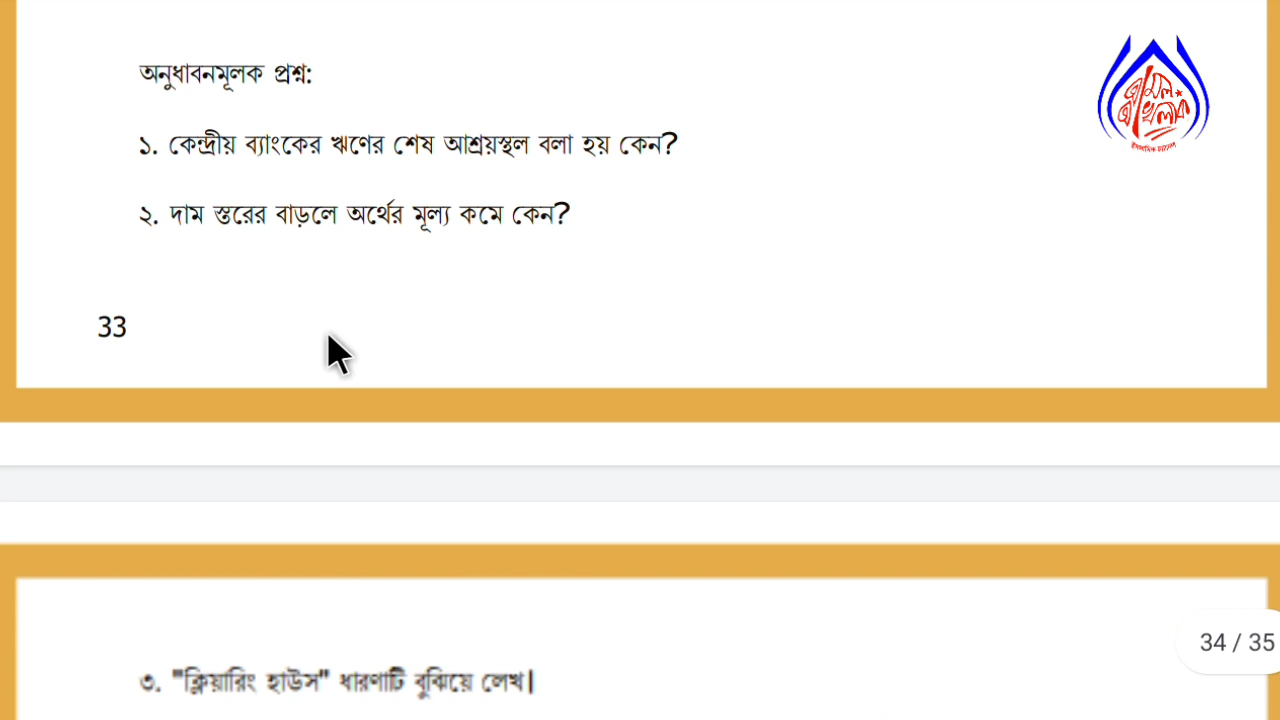 অনুধাবনমূলক প্রশ্ন:
১. কেন্দ্রীয় ব্যাংকের ঋণের শেষ আশ্রয়স্থল বলা হয় কেন?
২. দাম স্তরের বাড়লে অর্থের মূল্য কমে কেন?
33
34 / 35
৩. "ক্লিয়ারিং হাউস" ধারণাটি বুঝিয়ে লেখ।